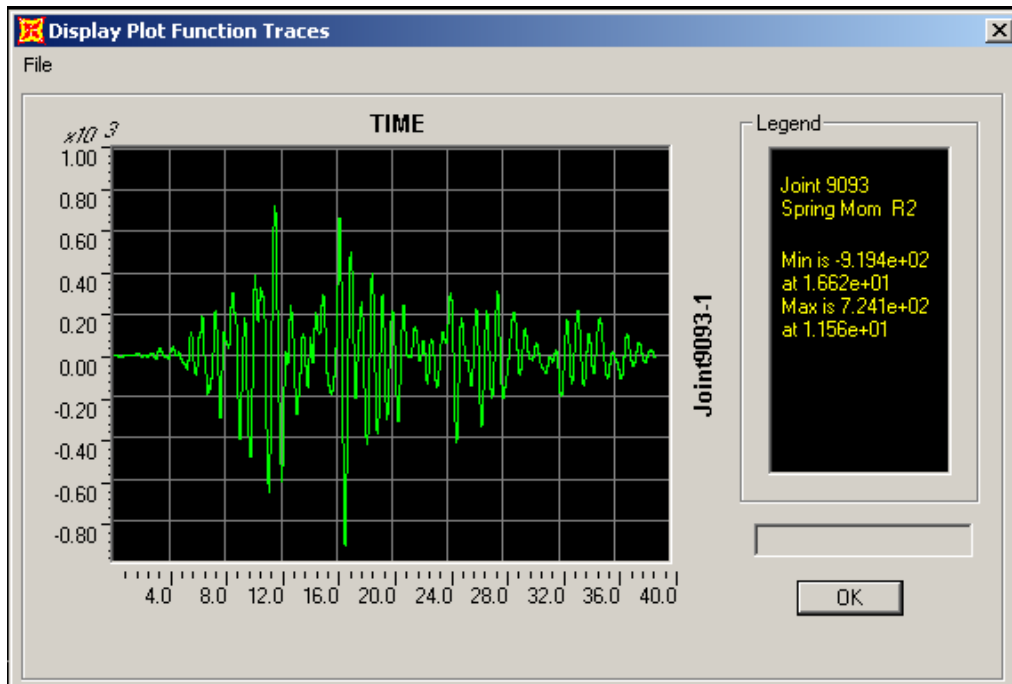 Display Plot Function Traces
File
x10 3
TIME
1.00
0.80
0.60
0.40
0.20
0.00
-0.20
-0.40
-0.60
-0.80
4.0 8.0 12.0 16.0 20.0 24.0 28.0 32.0 36.0 40.0
Joint9093-1
Legend
Joint 9093
Spring Mom R2
Min is -9.194e+02
at 1.662e+01
Max is 7.241e+02
at 1.156e+01
OK